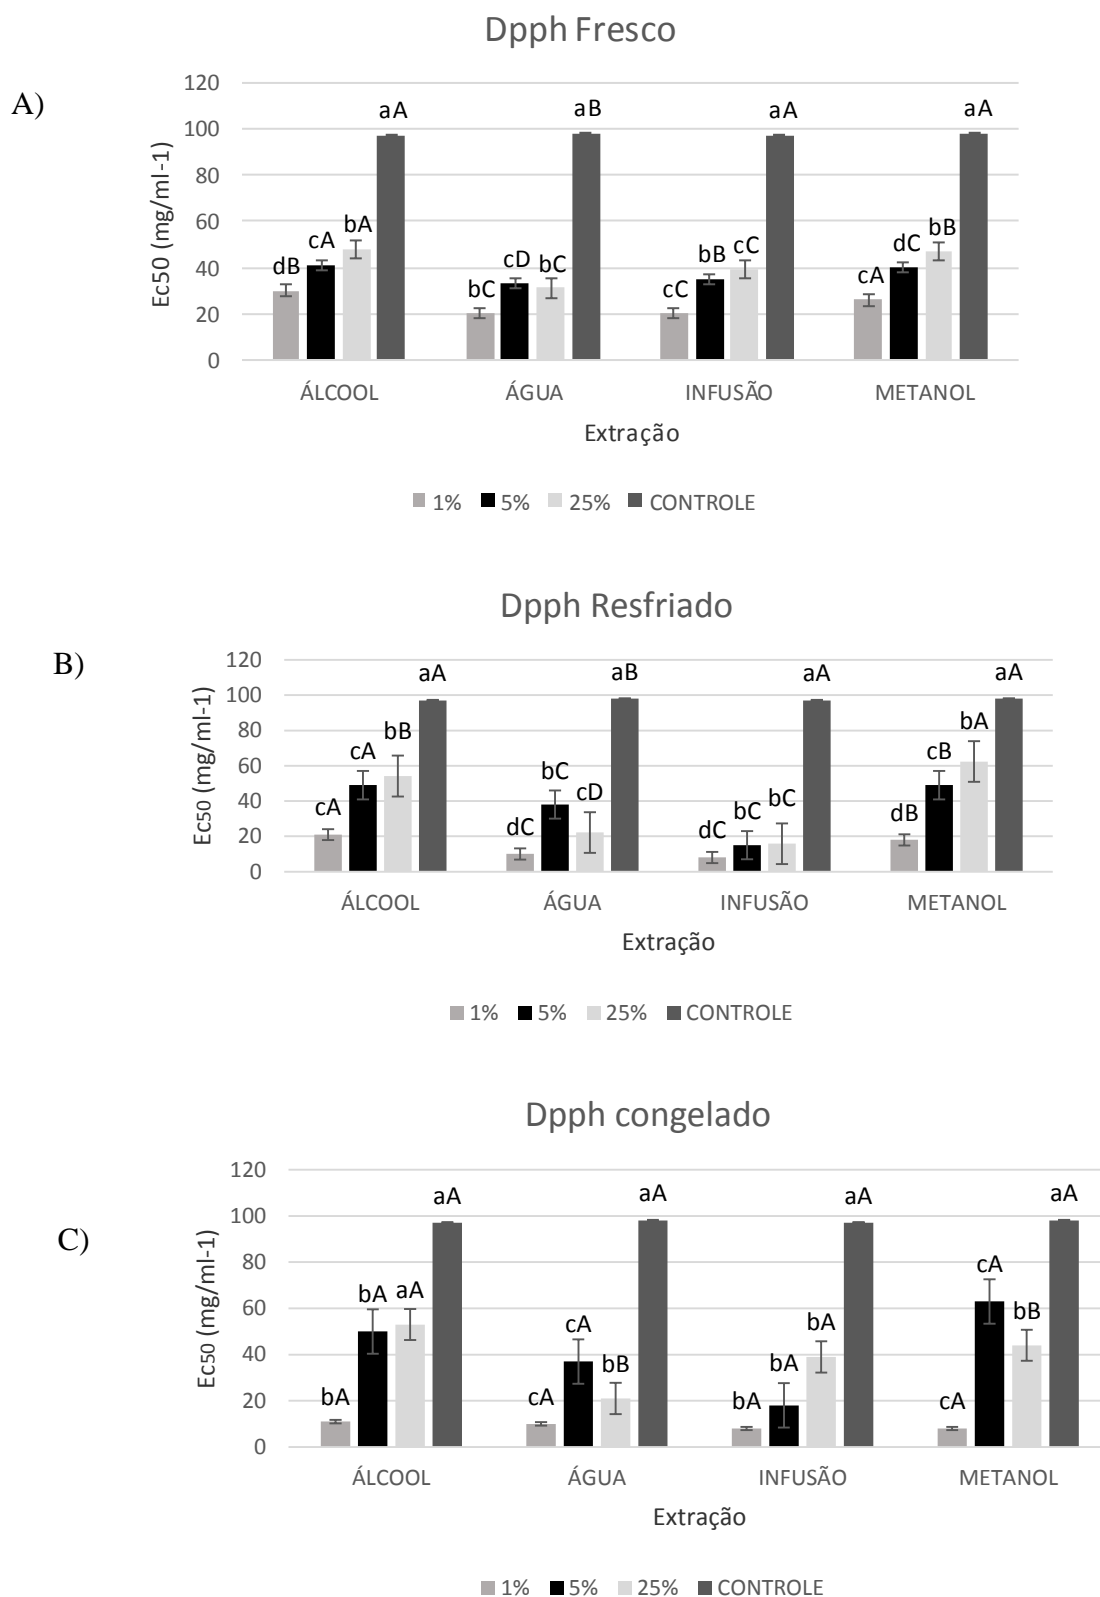 Dpph Fresco
A)
120
100
80
60
40
20
0
Ec50 (mg/ml-1)
dB cA bA aA
bC cD bC aB
cC bB cC aA
cA dC bB aA
ÁLCOOL ÁGUA INFUSÃO METANOL
Extração
1% 5% 25% CONTROLE
Dpph Resfriado
B)
120
100
80
60
40
20
0
Ec50 (mg/ml-1)
cA cA bB aA
dC bC cD aB
dC bC bC aA
dB cB bA aA
ÁLCOOL ÁGUA INFUSÃO METANOL
Extração
1% 5% 25% CONTROLE
Dpph congelado
C)
120
100
80
60
40
20
0
Ec50 (mg/ml-1)
bA bA aA aA
cA cA bB aA
bA bA bA aA
cA cA bB aA
ÁLCOOL ÁGUA INFUSÃO METANOL
Extração
1% 5% 25% CONTROLE